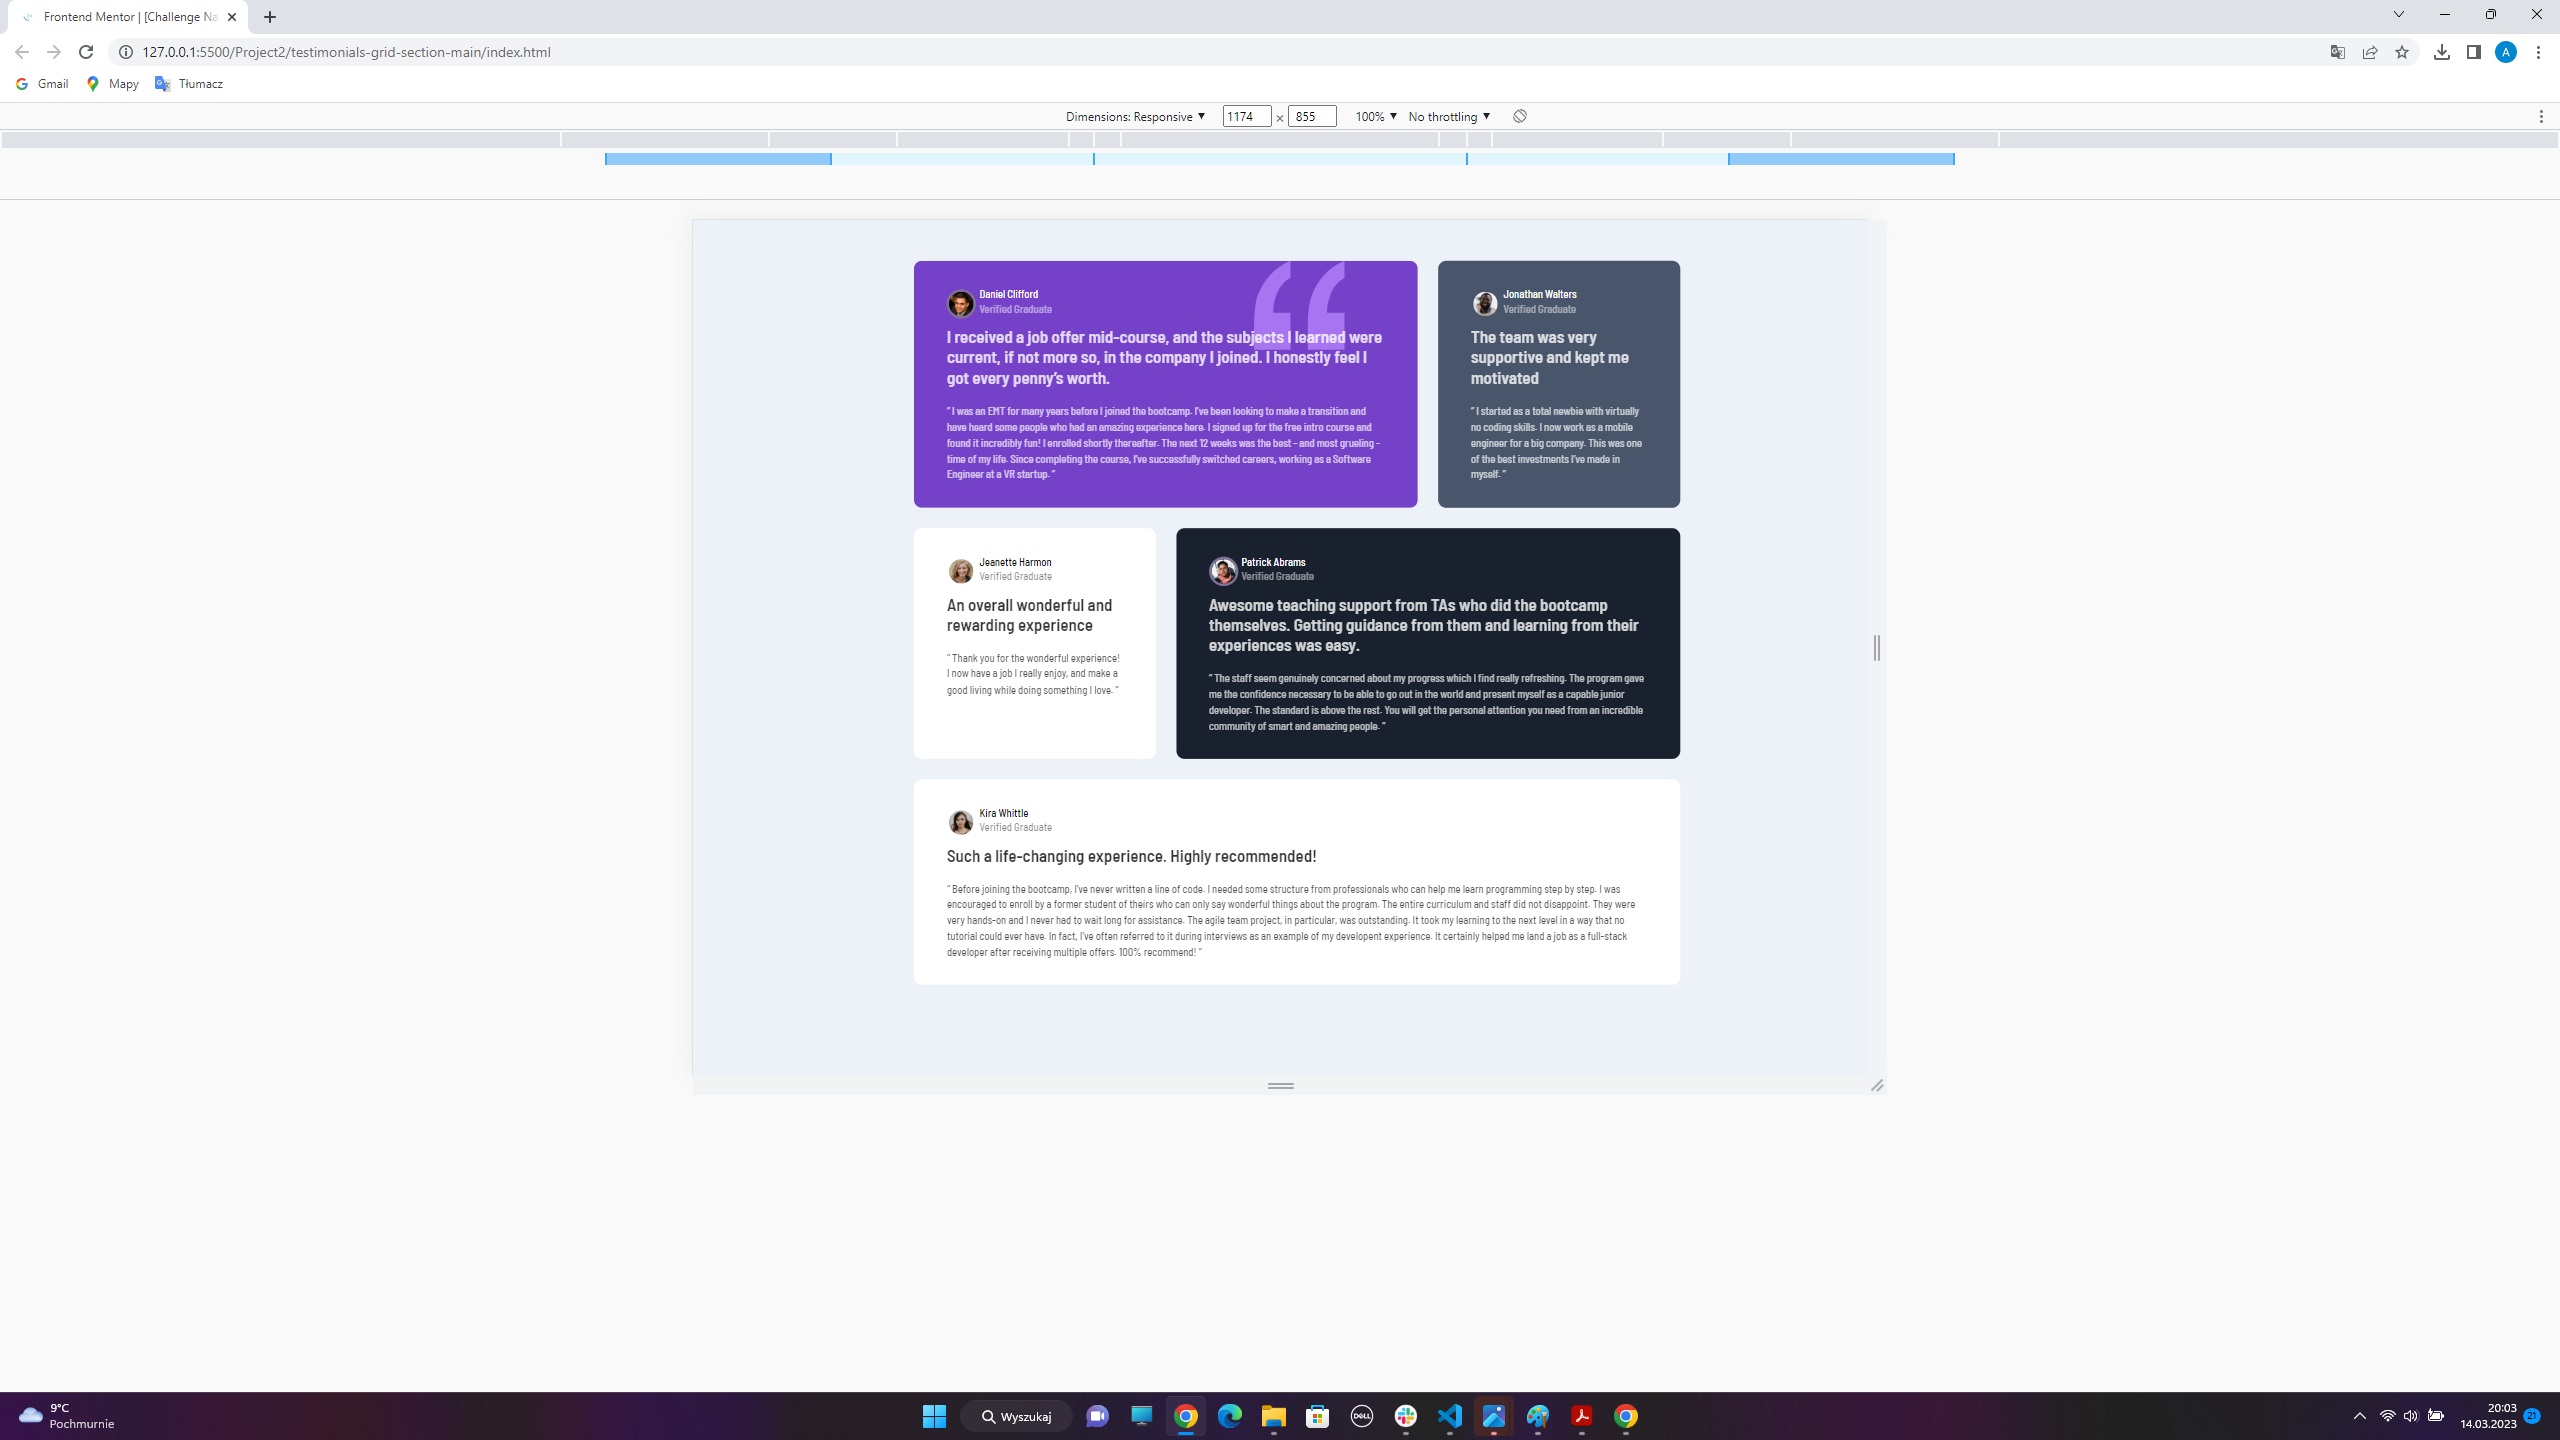 Frontend Mentor | [Challenge Na
127.0.0.1:5500/Project2/testimonials-grid-section-main/index.html
A
Gmail
Mapy
Tłumacz
Dimensions: Responsive
1174 × 855
100%
No throttling
Daniel Clifford
Verified Graduate
I received a job offer mid-course, and the subjects I learned were
current, if not more so, in the company I joined. I honestly feel I
got every penny’s worth.
“ I was an EMT for many years before I joined the bootcamp. I’ve been looking to make a transition and
have heard some people who had an amazing experience here. I signed up for the free intro course and
found it incredibly fun! I enrolled shortly thereafter. The next 12 weeks was the best - and most grueling -
time of my life. Since completing the course, I’ve successfully switched careers, working as a Software
Engineer at a VR startup. ”
Jonathan Walters
Verified Graduate
The team was very
supportive and kept me
motivated
“ I started as a total newbie with virtually
no coding skills. I now work as a mobile
engineer for a big company. This was one
of the best investments I’ve made in
myself. ”
Jeanette Harmon
Verified Graduate
An overall wonderful and
rewarding experience
“ Thank you for the wonderful experience!
I now have a job I really enjoy, and make a
good living while doing something I love. ”
Patrick Abrams
Verified Graduate
Awesome teaching support from TAs who did the bootcamp
themselves. Getting guidance from them and learning from their
experiences was easy.
“ The staff seem genuinely concerned about my progress which I find really refreshing. The program gave
me the confidence necessary to be able to go out in the world and present myself as a capable junior
developer. The standard is above the rest. You will get the personal attention you need from an incredible
community of smart and amazing people. ”
Kira Whittle
Verified Graduate
Such a life-changing experience. Highly recommended!
“ Before joining the bootcamp, I’ve never written a line of code. I needed some structure from professionals who can help me learn programming step by step. I was
encouraged to enroll by a former student of theirs who can only say wonderful things about the program. The entire curriculum and staff did not disappoint. They were
very hands-on and I never had to wait long for assistance. The agile team project, in particular, was outstanding. It took my learning to the next level in a way that no
tutorial could ever have. In fact, I’ve often referred to it during interviews as an example of my developent experience. It certainly helped me land a job as a full-stack
developer after receiving multiple offers. 100% recommend! ”
9°C
Pochmurnie
Wyszukaj
DELL
20:03
14.03.2023
21